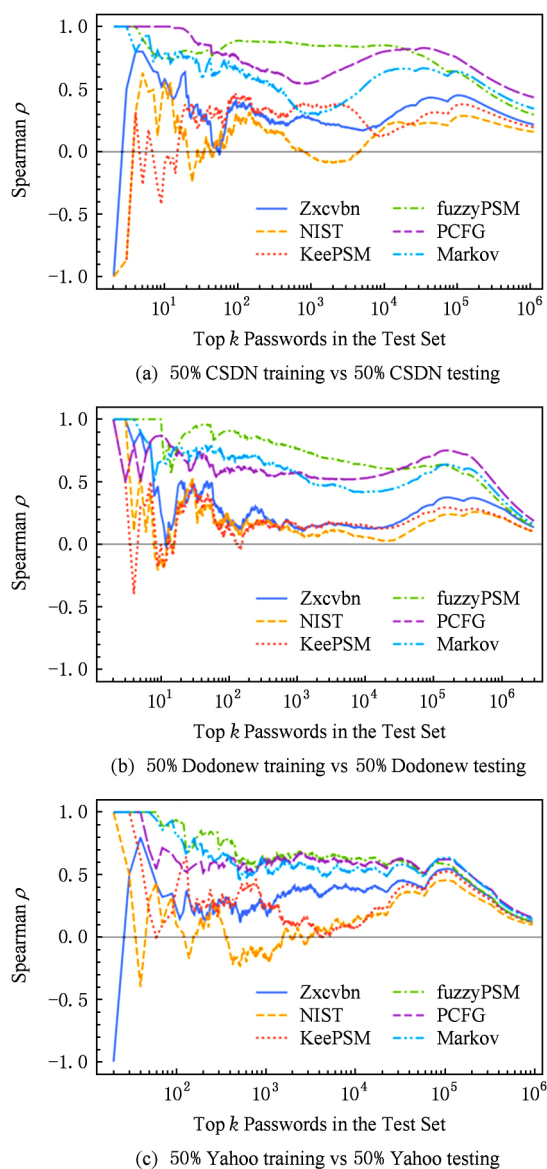 1.0
0.5
0.0
−0.5
−1.0
Spearman ρ
Zxcvbn
NIST
KeePSM
fuzzyPSM
PCFG
Markov
10¹ 10² 10³ 10⁴ 10⁵ 10⁶
Top k Passwords in the Test Set
(a) 50% CSDN training vs 50% CSDN testing
1.0
0.5
0.0
−0.5
−1.0
Spearman ρ
Zxcvbn
NIST
KeePSM
fuzzyPSM
PCFG
Markov
10¹ 10² 10³ 10⁴ 10⁵ 10⁶
Top k Passwords in the Test Set
(b) 50% Dodonew training vs 50% Dodonew testing
1.0
0.5
0.0
−0.5
−1.0
Spearman ρ
Zxcvbn
NIST
KeePSM
fuzzyPSM
PCFG
Markov
10² 10³ 10⁴ 10⁵ 10⁶
Top k Passwords in the Test Set
(c) 50% Yahoo training vs 50% Yahoo testing